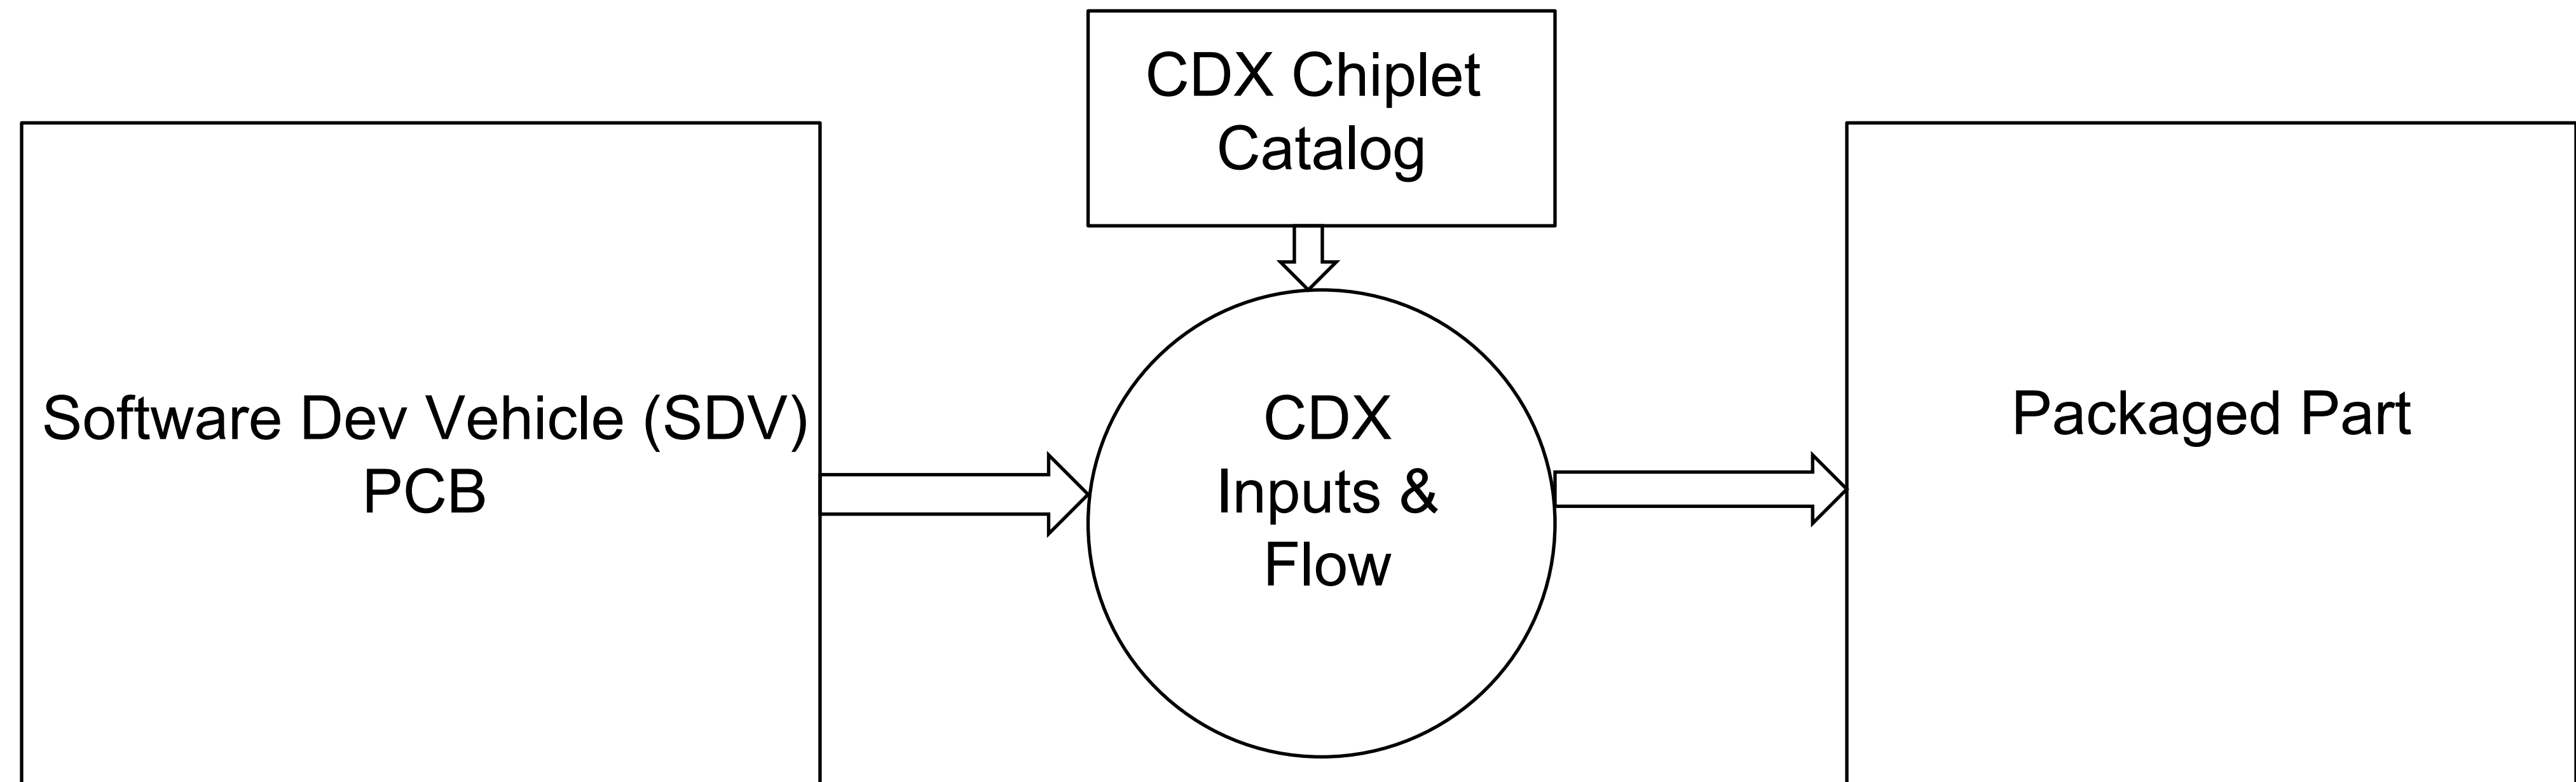 CDX Chiplet
Catalog
Software Dev Vehicle (SDV)
PCB
CDX
Inputs &
Flow
Packaged Part